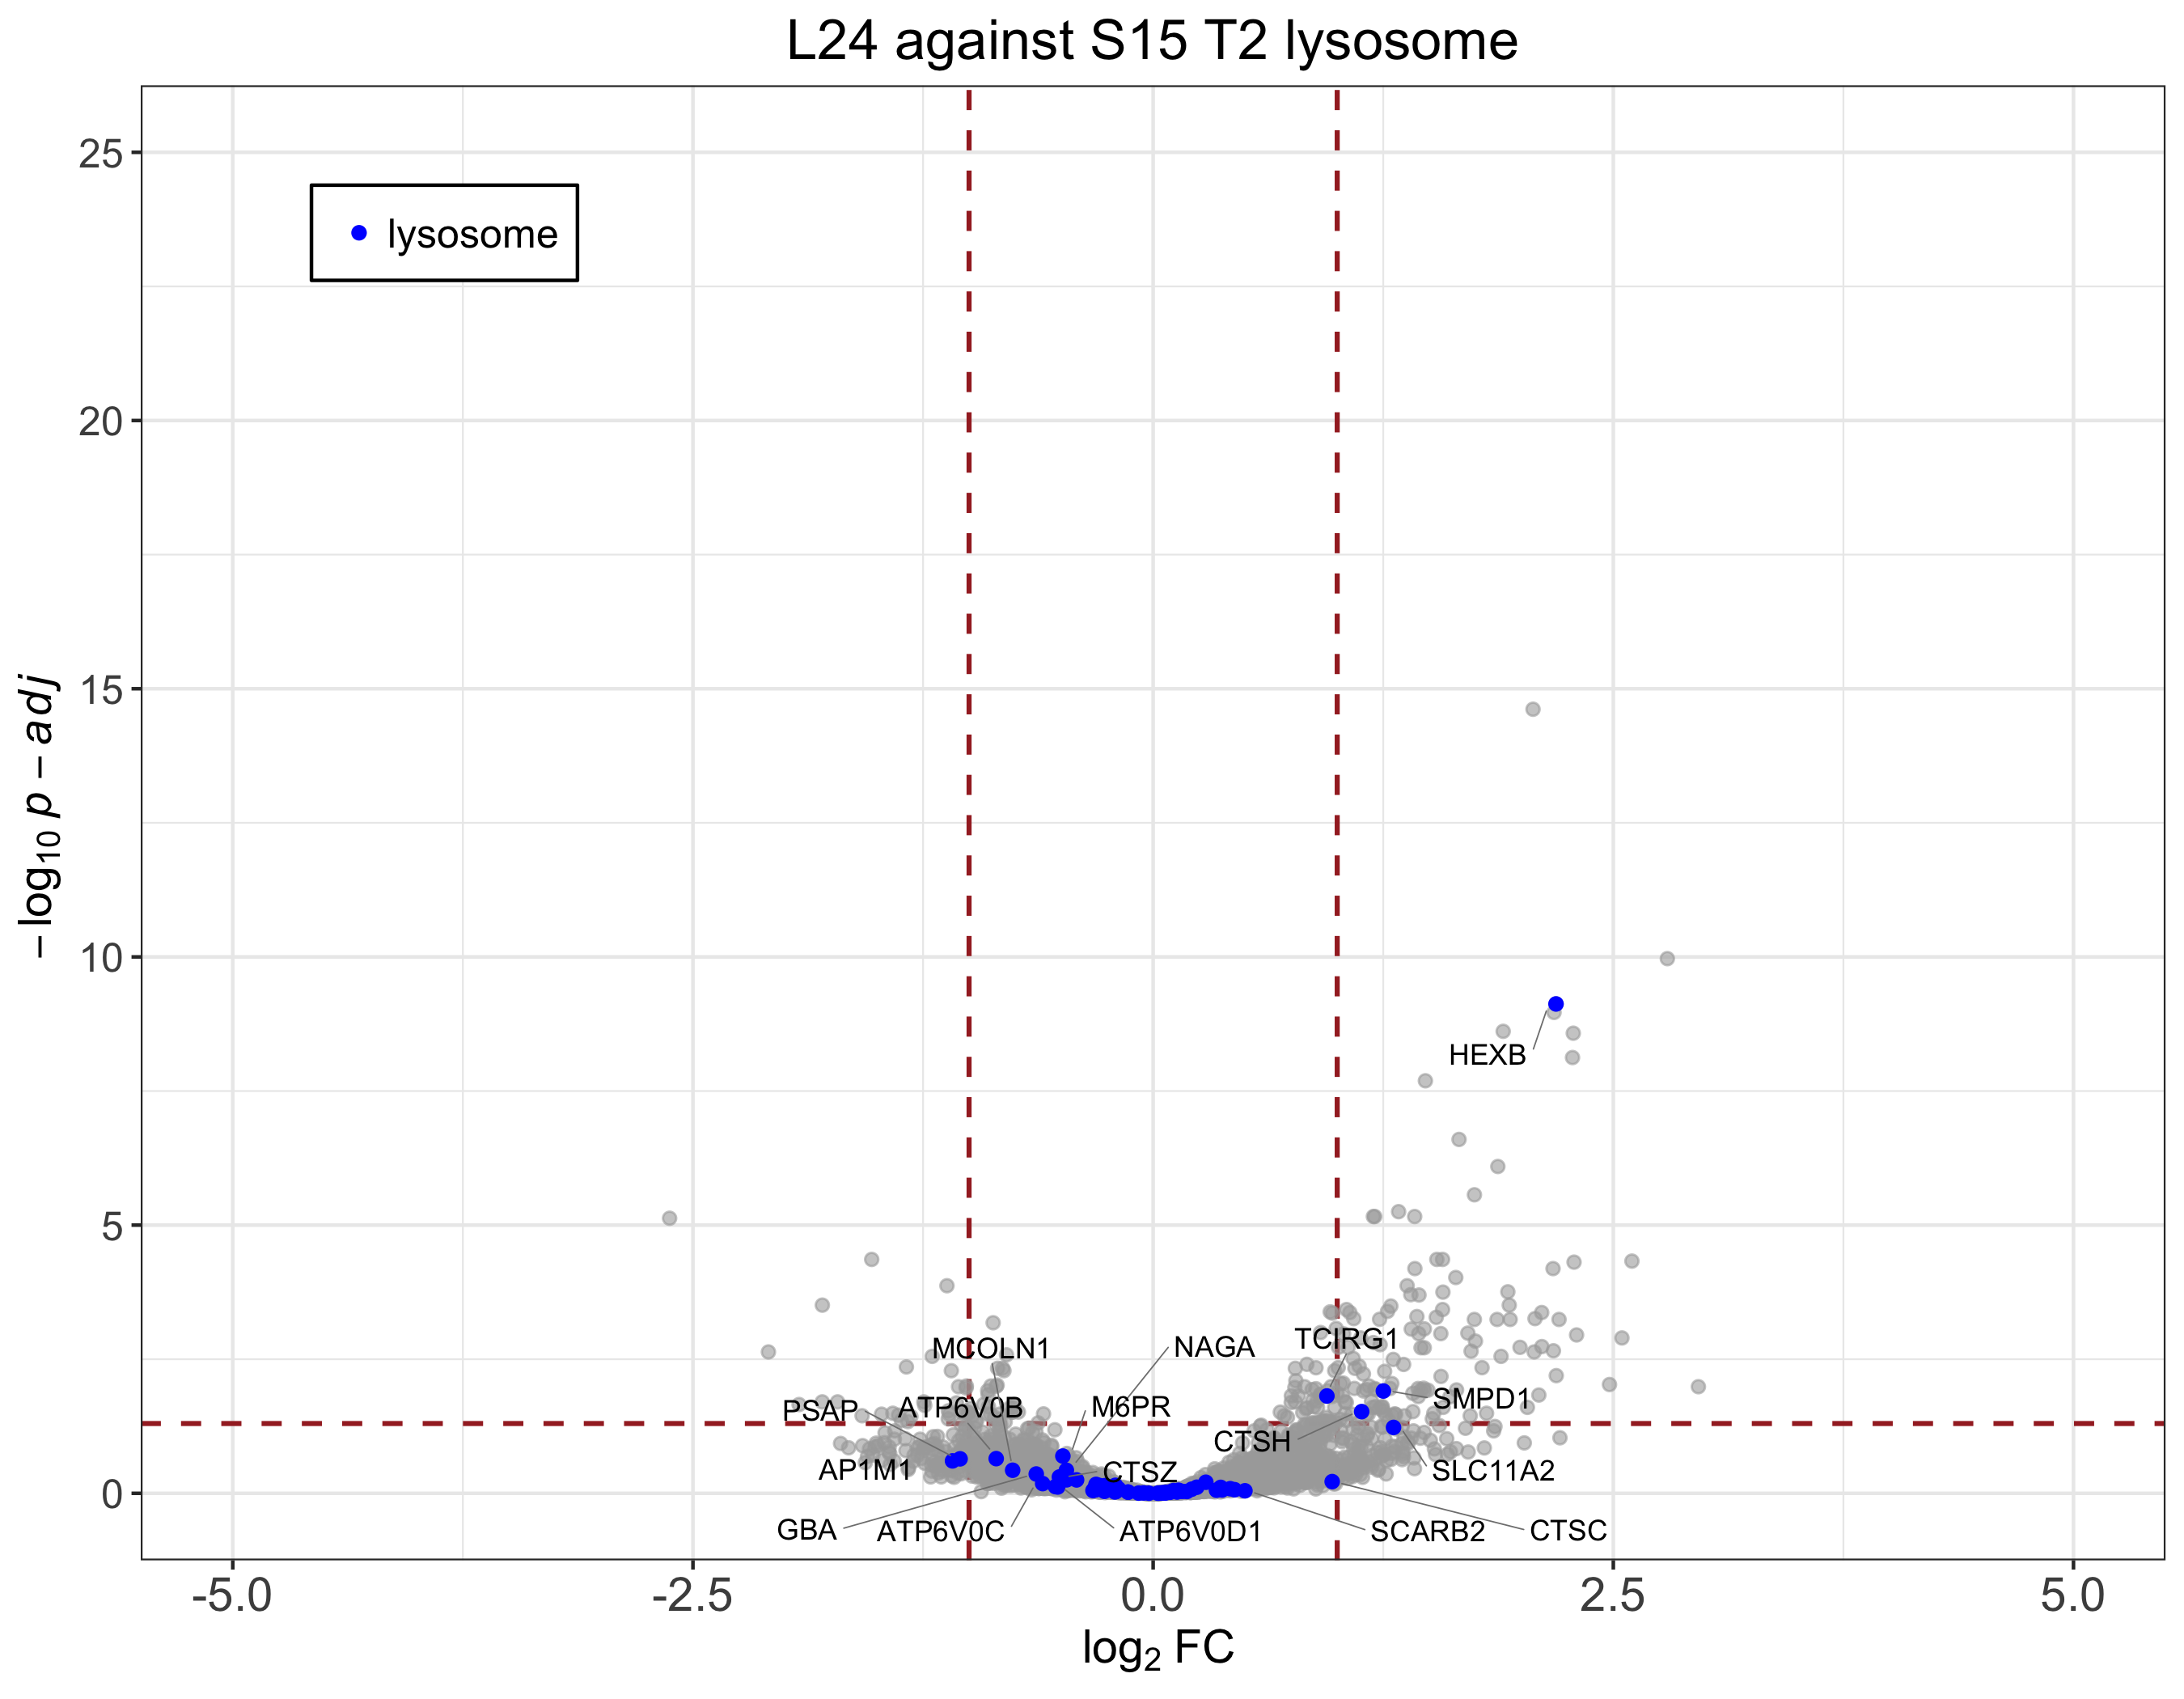 L24 against S15 T2 lysosome
25
lysosome
20
15
10
HEXB
5
MCOLN1
NAGA
TCIRG1
PSAP
ATP6V0B
M6PR
SMPD1
CTSH
AP1M1
CTSZ
SLC11A2
0
GBA
ATP6V0C
ATP6V0D1
SCARB2
CTSC
-5.0
-2.5
0.0
2.5
5.0
log2 FC
−log10 p − adj